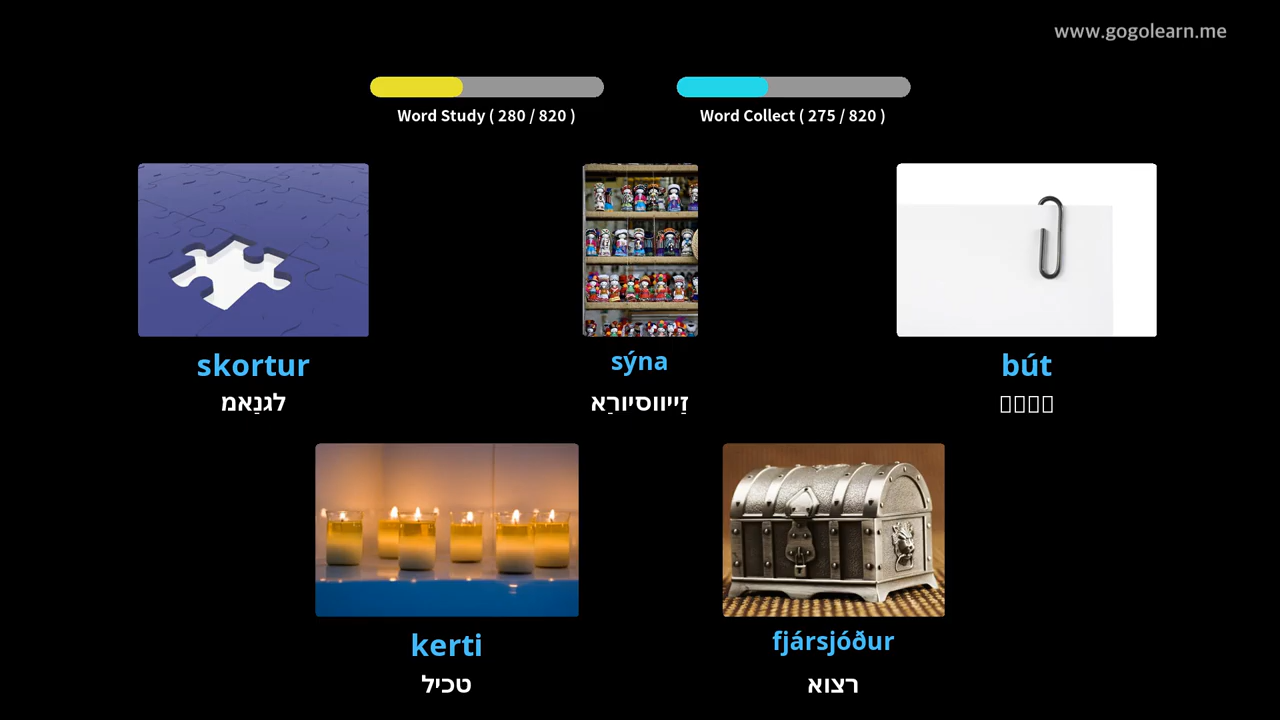 www.gogolearn.me
Word Study ( 280 / 820 )
Word Collect ( 275 / 820 )
skortur
לגנַאמ
sýna
זַייווסיורַא
bút
kerti
טכיל
fjársjóður
רצוא